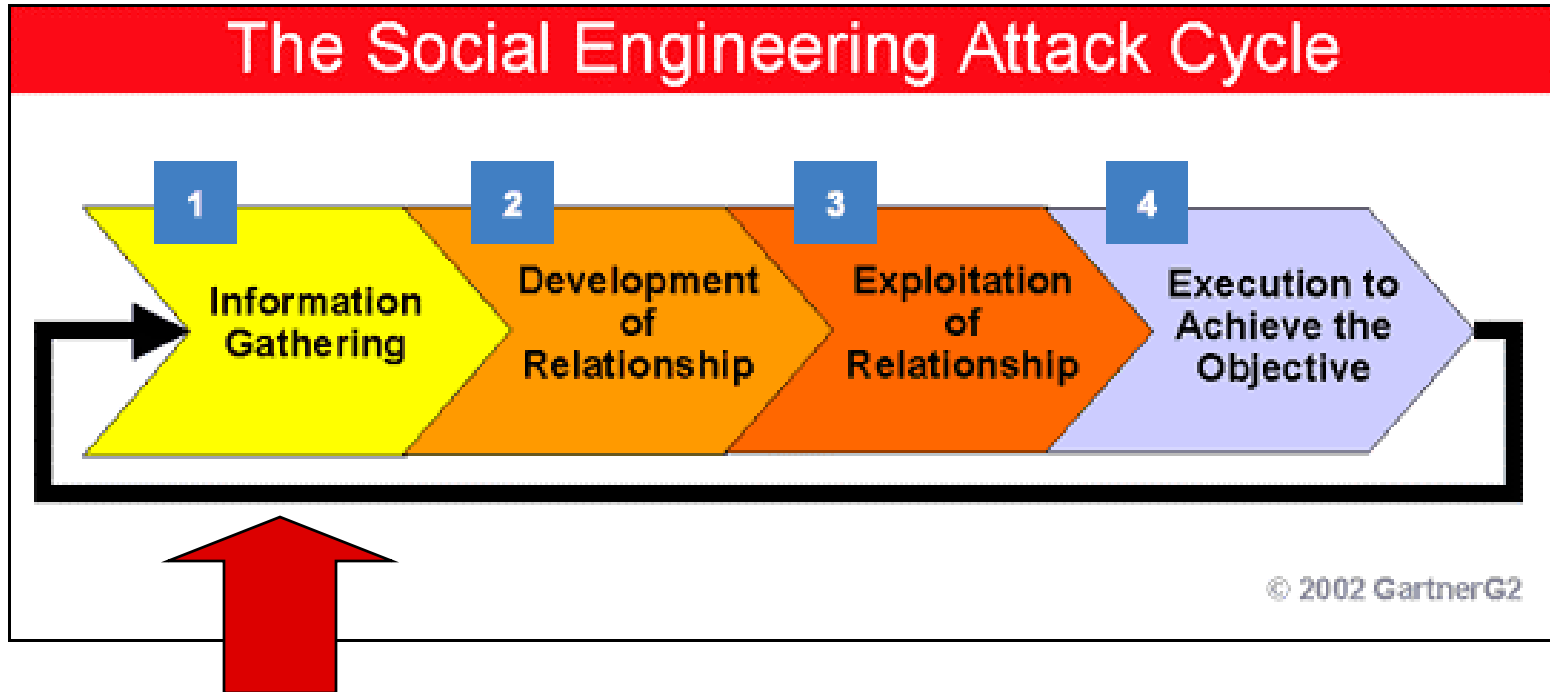 The Social Engineering Attack Cycle
1
2
3
4
Information
Gathering
Development
of
Relationship
Exploitation
of
Relationship
Execution to
Achieve the
Objective
© 2002 GartnerG2